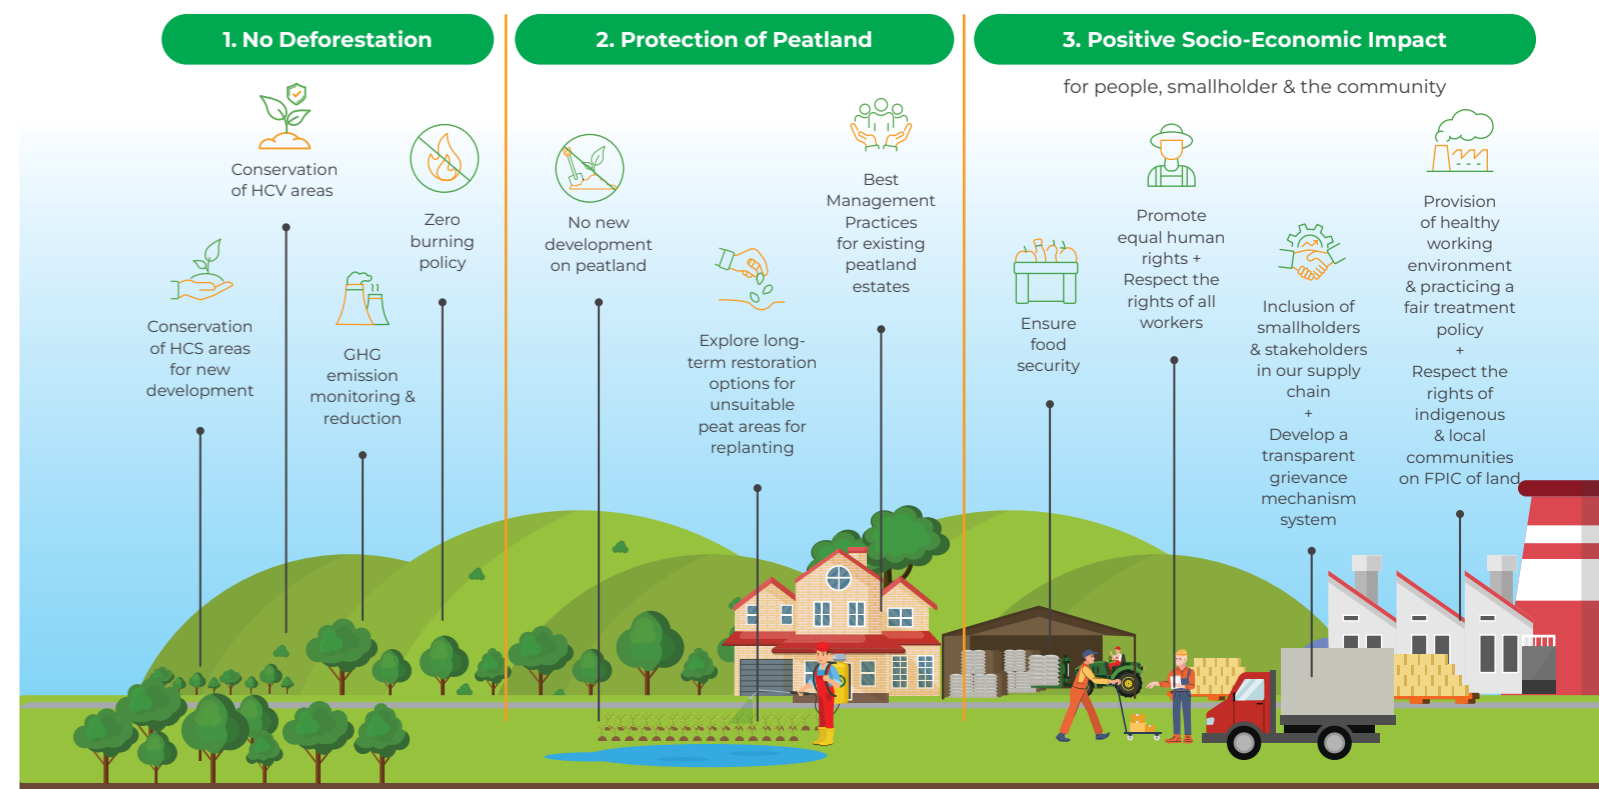 1. No Deforestation
Conservation
of HCV areas
Zero
burning
policy
Conservation
of HCS areas
for new
development
GHG
emission
monitoring &
reduction
2. Protection of Peatland
No new
development
on peatland
Best
Management
Practices
for existing
peatland
estates
Explore long-
term restoration
options for
unsuitable
peat areas for
replanting
3. Positive Socio-Economic Impact
for people, smallholder & the community
Ensure
food
security
Promote
equal human
rights +
Respect the
rights of all
workers
Inclusion of
smallholders
& stakeholders
in our supply
chain
+
Develop a
transparent
grievance
mechanism
system
Provision
of healthy
working
environment
& practicing a
fair treatment
policy
+
Respect the
rights of
indigenous
& local
communities
on FPIC of land